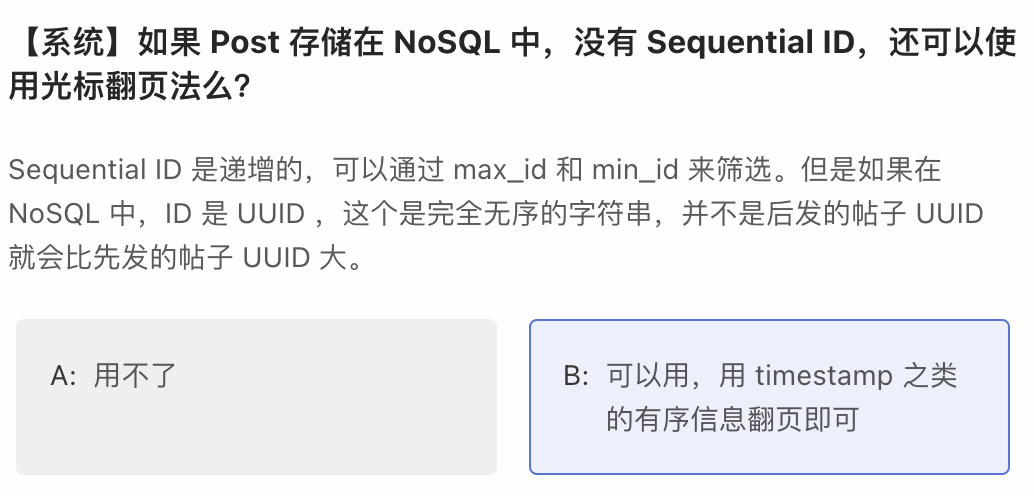 【系统】如果 Post 存储在 NoSQL 中，没有 Sequential ID，还可以使
用光标翻页法么？
Sequential ID 是递增的，可以通过 max_id 和 min_id 来筛选。但是如果在
NoSQL 中，ID 是 UUID ，这个是完全无序的字符串，并不是后发的帖子 UUID
就会比先发的帖子 UUID 大。
A: 用不了
B: 可以用，用 timestamp 之类
的有序信息翻页即可